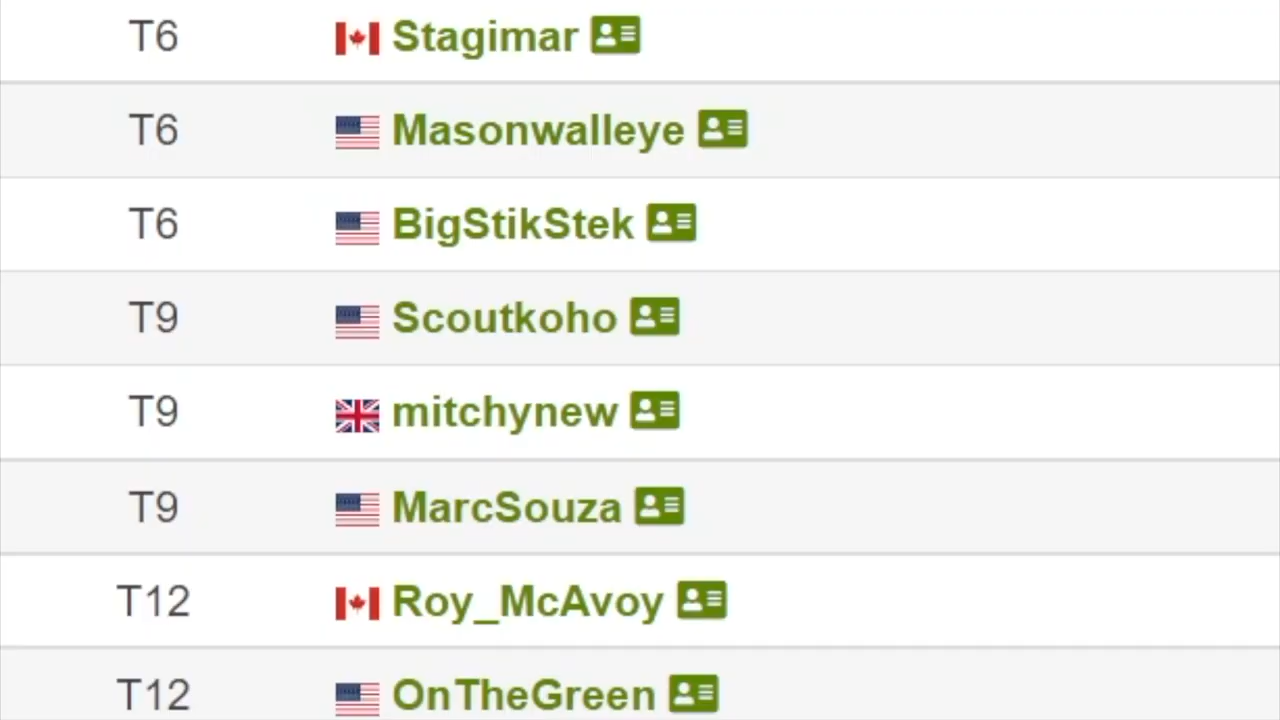 T6 Stagimar
T6 Masonwalleye
T6 BigStikStek
T9 Scoutkoho
T9 mitchynew
T9 MarcSouza
T12 Roy_McAvoy
T12 OnTheGreen